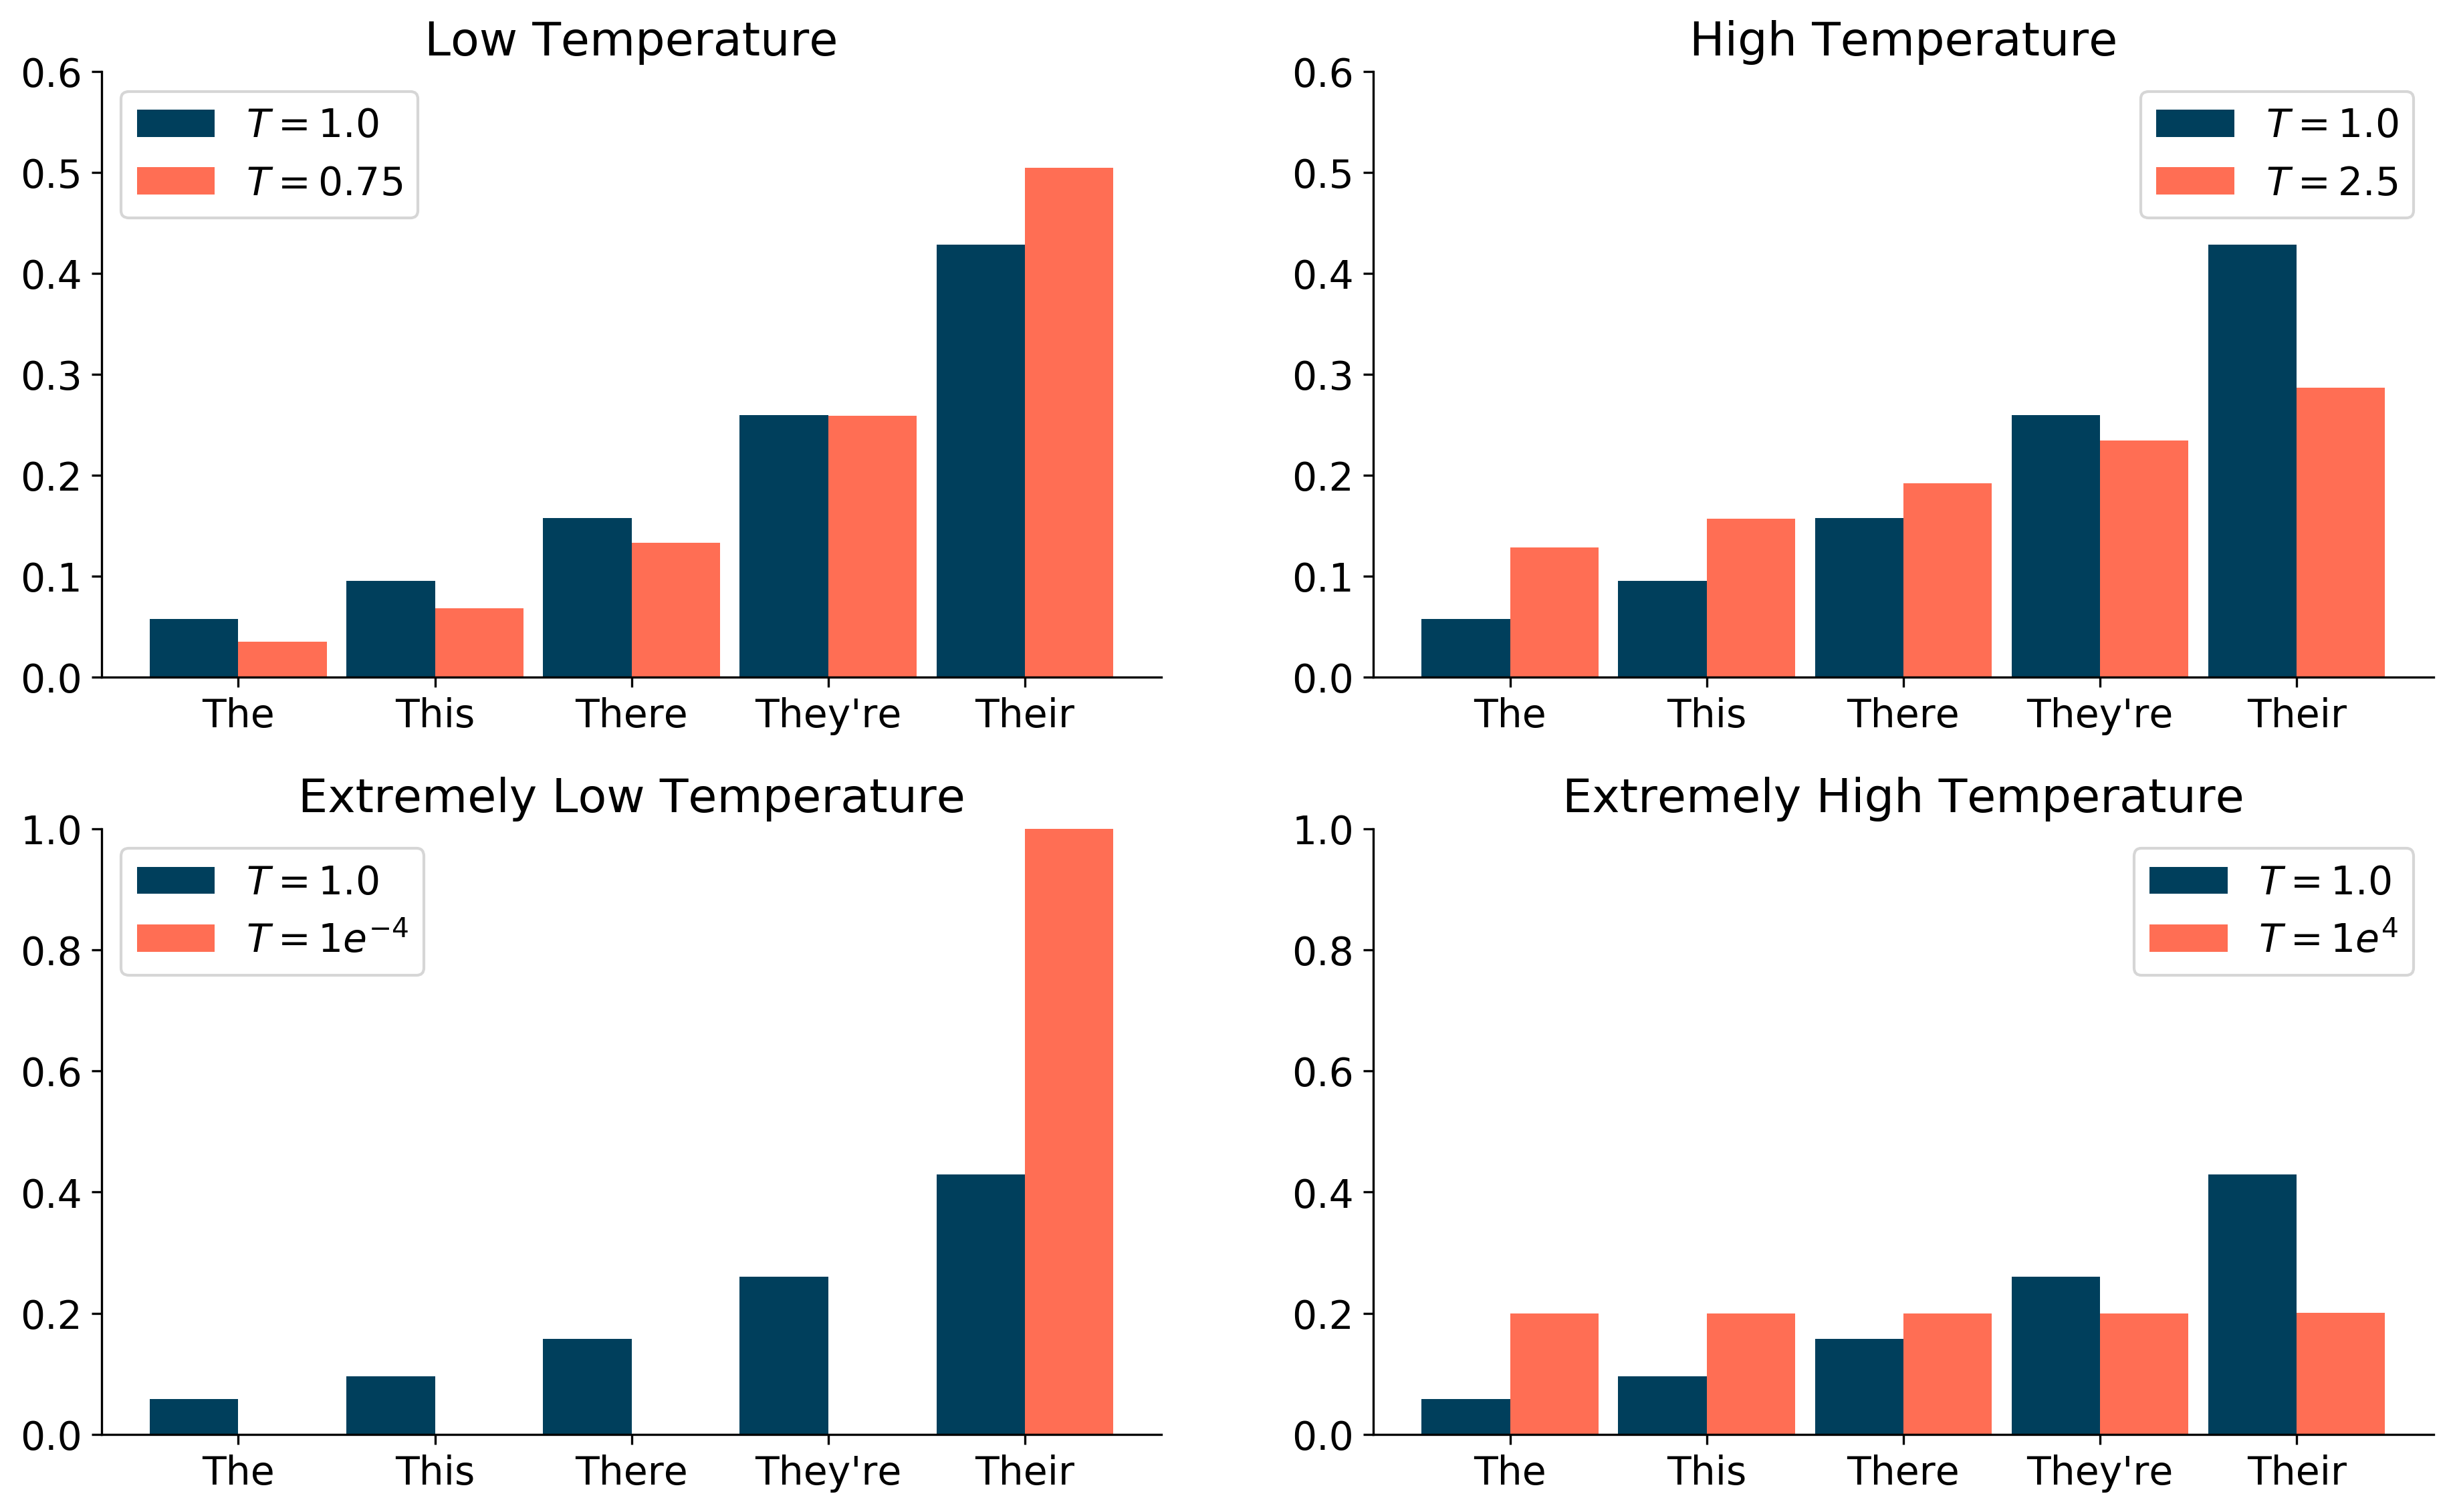 Low Temperature
0.6
0.5
0.4
0.3
0.2
0.1
0.0
T = 1.0
T = 0.75
The This There They're Their
High Temperature
0.6
0.5
0.4
0.3
0.2
0.1
0.0
T = 1.0
T = 2.5
The This There They're Their
Extremely Low Temperature
1.0
0.8
0.6
0.4
0.2
0.0
T = 1.0
T = 1e⁻⁴
The This There They're Their
Extremely High Temperature
1.0
0.8
0.6
0.4
0.2
0.0
T = 1.0
T = 1e⁴
The This There They're Their